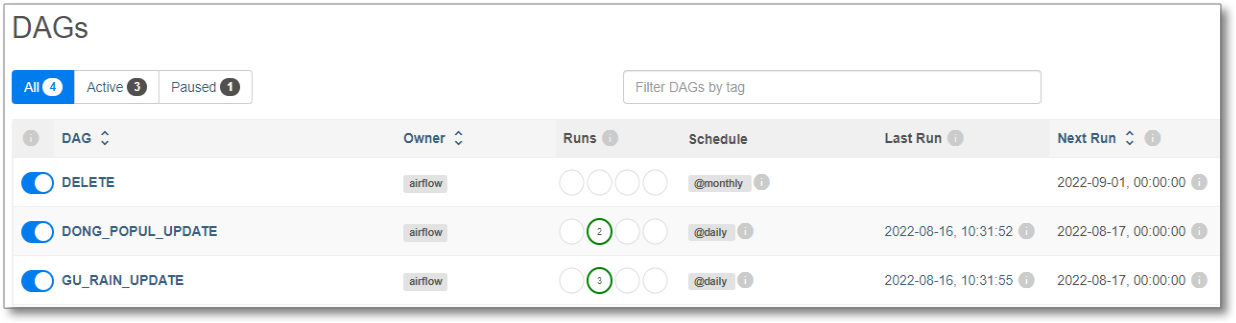 DAGs
All 4 Active 3 Paused 1 Filter DAGs by tag
i DAG Owner Runs i Schedule Last Run i Next Run i
DELETE airflow @monthly i 2022-09-01, 00:00:00 i
DONG_POPUL_UPDATE airflow 2 @daily i 2022-08-16, 10:31:52 i 2022-08-17, 00:00:00 i
GU_RAIN_UPDATE airflow 3 @daily i 2022-08-16, 10:31:55 i 2022-08-17, 00:00:00 i